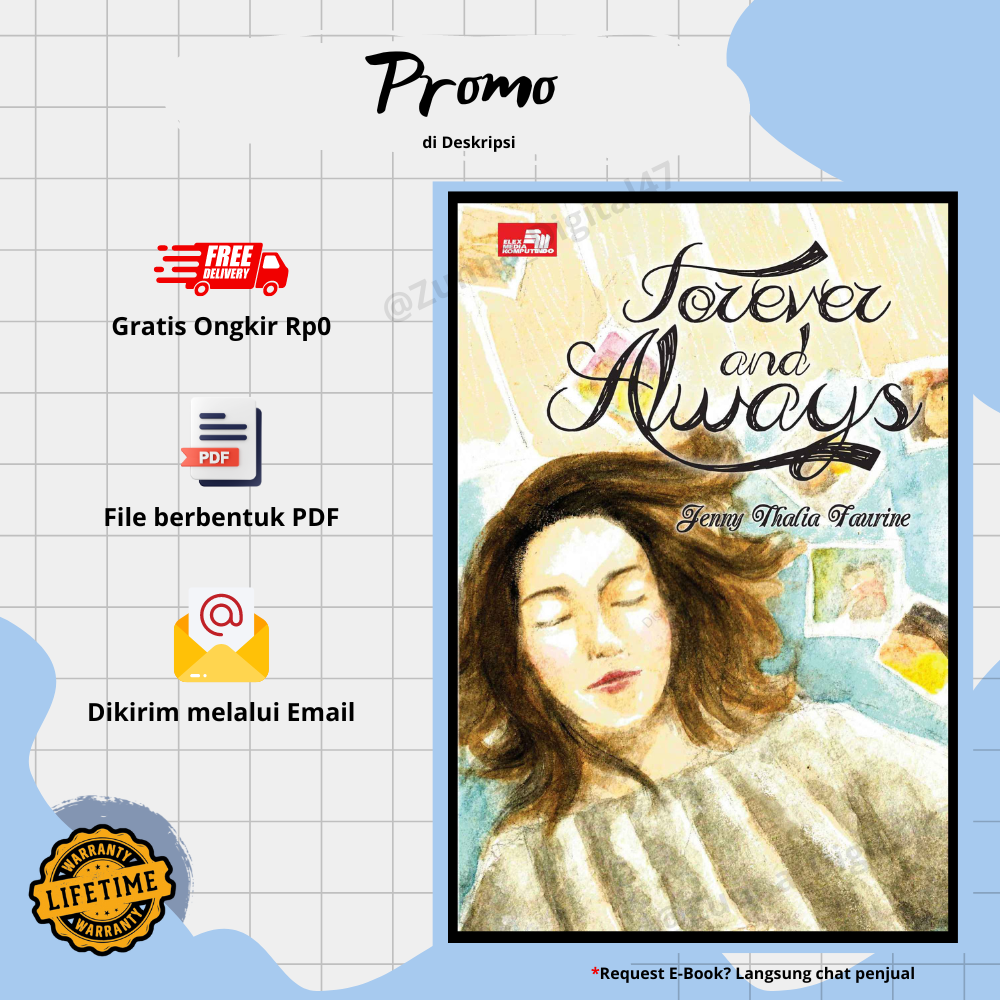 Promo
di Deskripsi
FREE
DELIVERY
Gratis Ongkir Rp0
PDF
File berbentuk PDF
@
Dikirim melalui Email
WARRANTY
LIFETIME
WARRANTY
ELEX
MEDIA
KOMPUTINDO
Forever
and
Always
Jenny Thalia Faurine
*Request E-Book? Langsung chat penjual